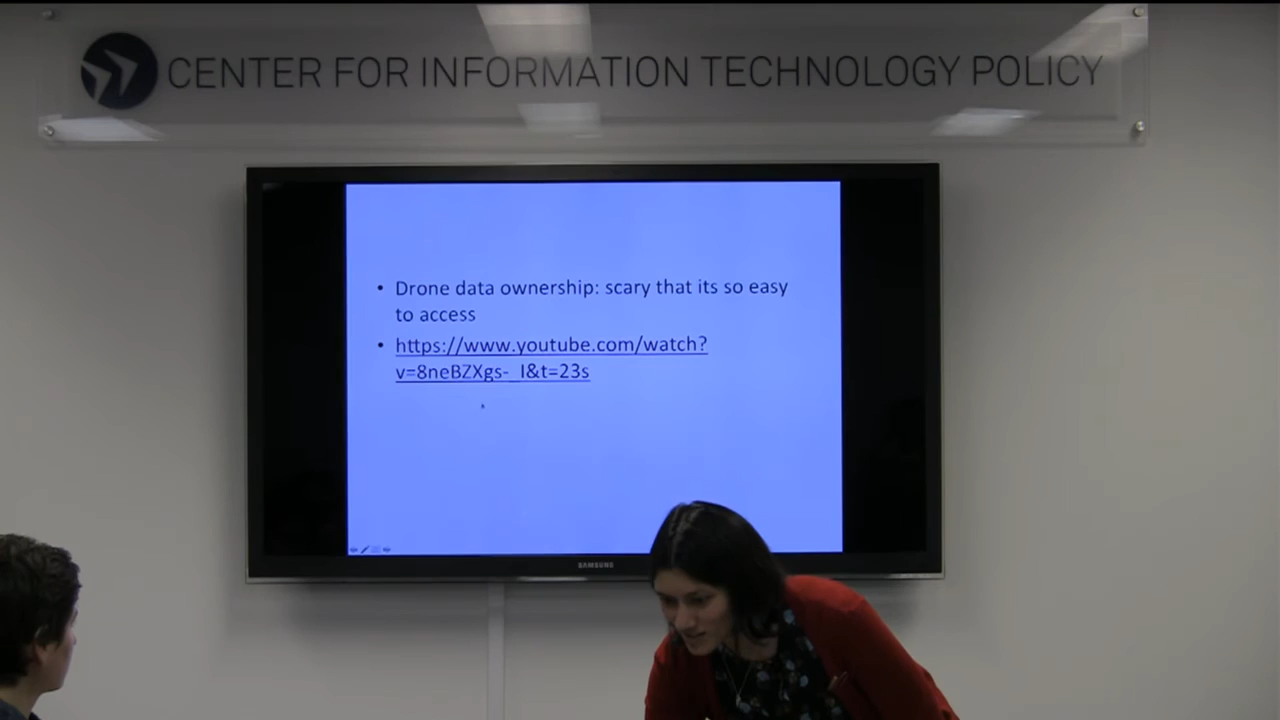 CENTER FOR INFORMATION TECHNOLOGY POLICY
• Drone data ownership: scary that its so easy
to access
• https://www.youtube.com/watch?
v=8neBZXgs-_I&t=23s
SAMSUNG